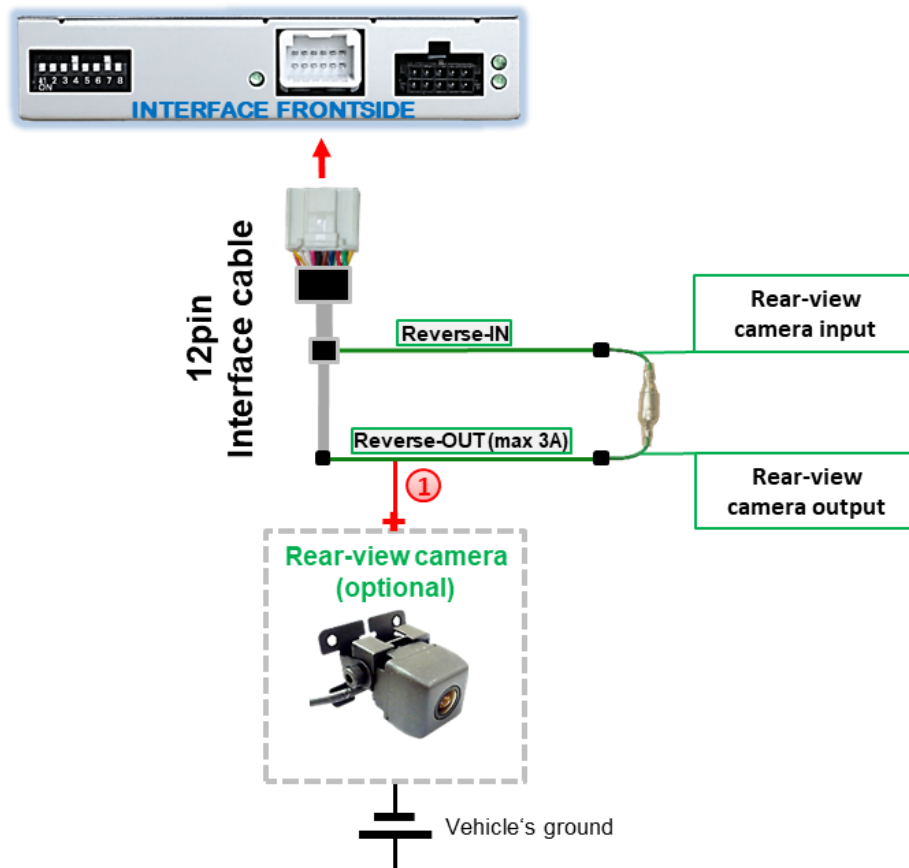 1 2 3 4 5 6 7 8
ON
INTERFACE FRONTSIDE
12pin
Interface cable
Reverse-IN
Rear-view
camera input
Reverse-OUT (max 3A)
1
Rear-view
camera output
Rear-view camera
(optional)
Vehicle‘s ground